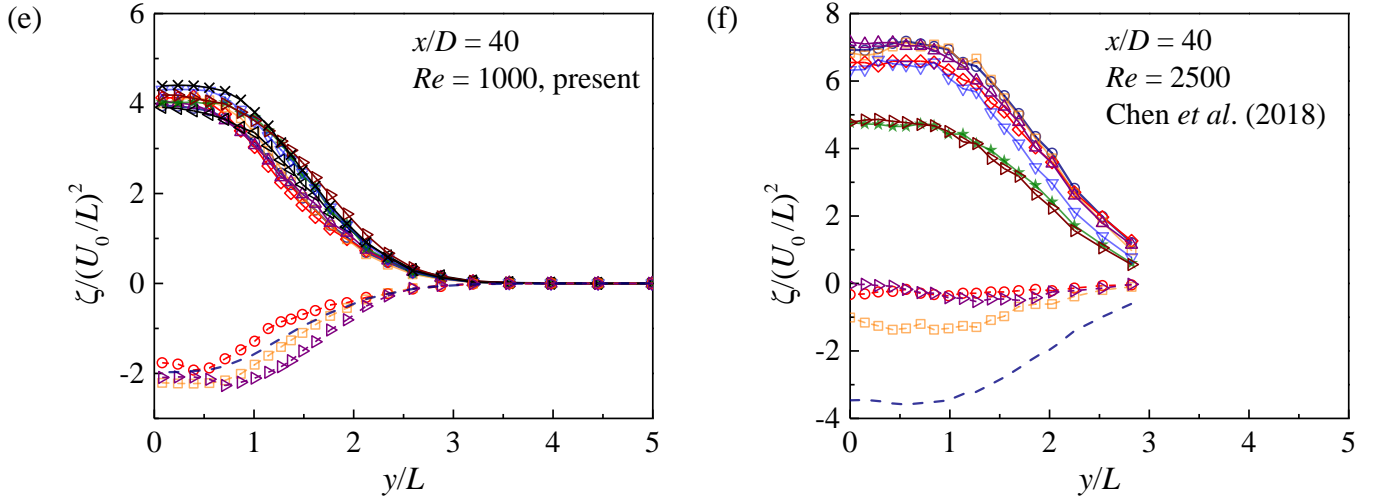 (e)
6
4
2
0
-2
ζ/(U₀/L)²
x/D = 40
Re = 1000, present
0 1 2 3 4 5
y/L
(f)
8
6
4
2
0
-2
-4
ζ/(U₀/L)²
x/D = 40
Re = 2500
Chen et al. (2018)
0 1 2 3 4 5
y/L